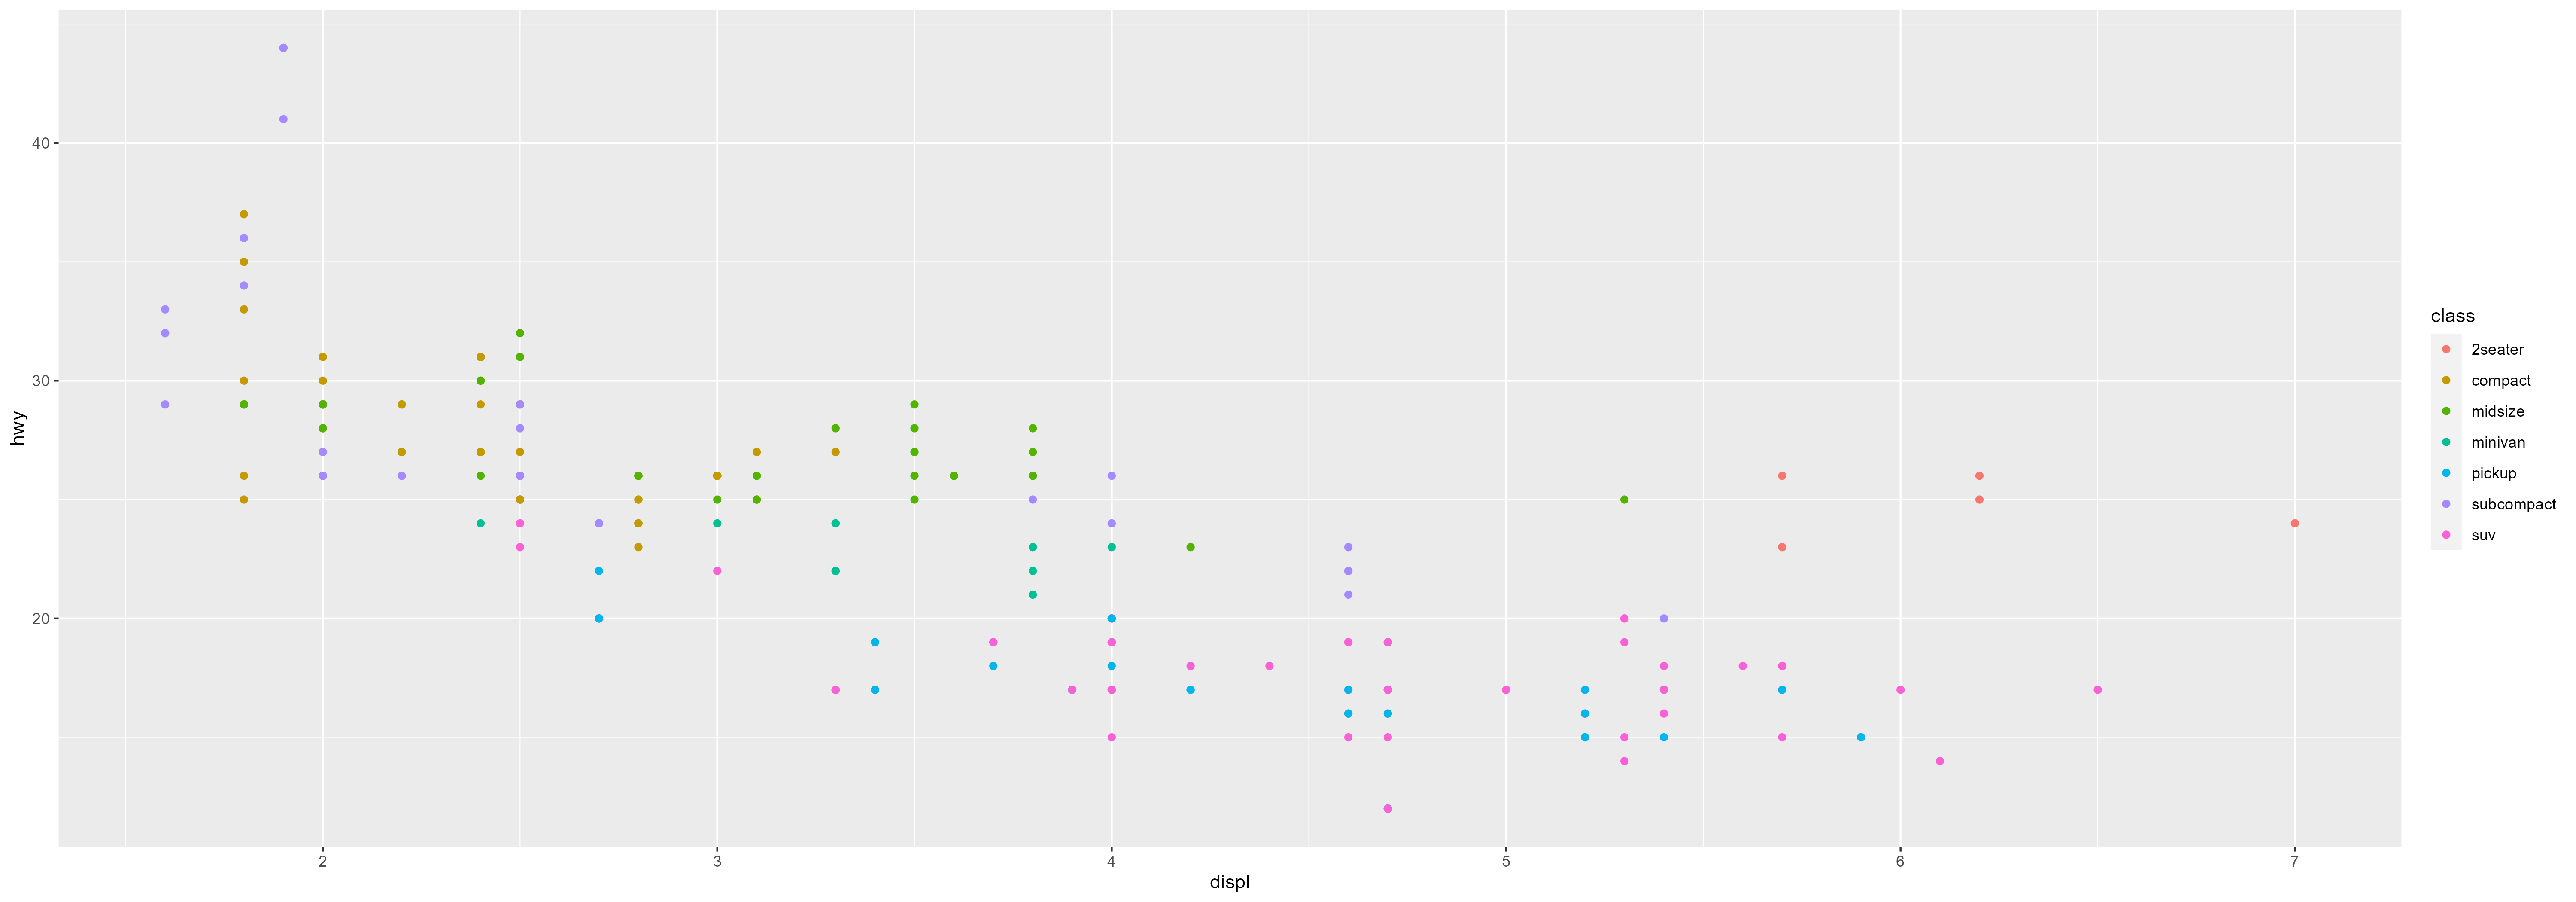 40
30
20
hwy
2 3 4 5 6 7
displ
class
2seater
compact
midsize
minivan
pickup
subcompact
suv